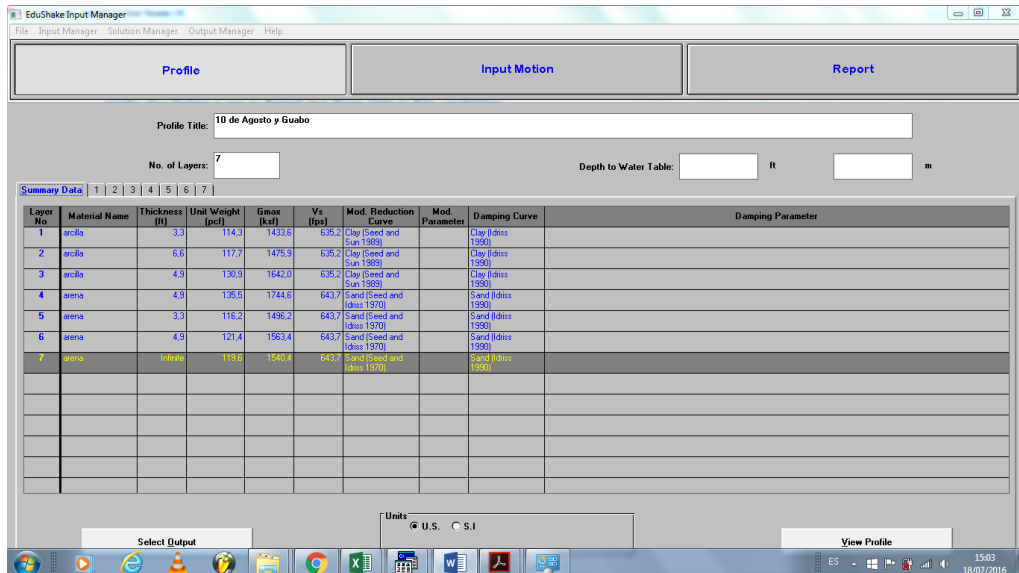 EduShake Input Manager
File Input Manager Solution Manager Output Manager Help
Profile Input Motion Report
Profile Title: 10 de Agosto y Guabo
No. of Layers: 7 Depth to Water Table: ft m
Summary Data 1 2 3 4 5 6 7
Layer No Material Name Thickness (ft) Unit Weight (pcf) Gmax (ksf) Vs (fps) Mod. Reduction Curve Mod. Parameter Damping Curve Damping Parameter
1 arcilla 3,3 114,3 1433,6 635,2 Clay (Seed and Sun 1989) Clay (Idriss 1990)
2 arcilla 6,6 117,7 1475,9 635,2 Clay (Seed and Sun 1989) Clay (Idriss 1990)
3 arcilla 4,9 130,9 1642,0 635,2 Clay (Seed and Sun 1989) Clay (Idriss 1990)
4 arena 4,9 135,5 1744,6 643,7 Sand (Seed and Idriss 1970) Sand (Idriss 1990)
5 arena 3,3 116,2 1496,2 643,7 Sand (Seed and Idriss 1970) Sand (Idriss 1990)
6 arena 4,9 121,4 1563,4 643,7 Sand (Seed and Idriss 1970) Sand (Idriss 1990)
7 arena Infinite 119,6 1540,4 643,7 Sand (Seed and Idriss 1970) Sand (Idriss 1990)
Units
U.S. S.I
Select Output View Profile
ES 15:03
18/07/2016